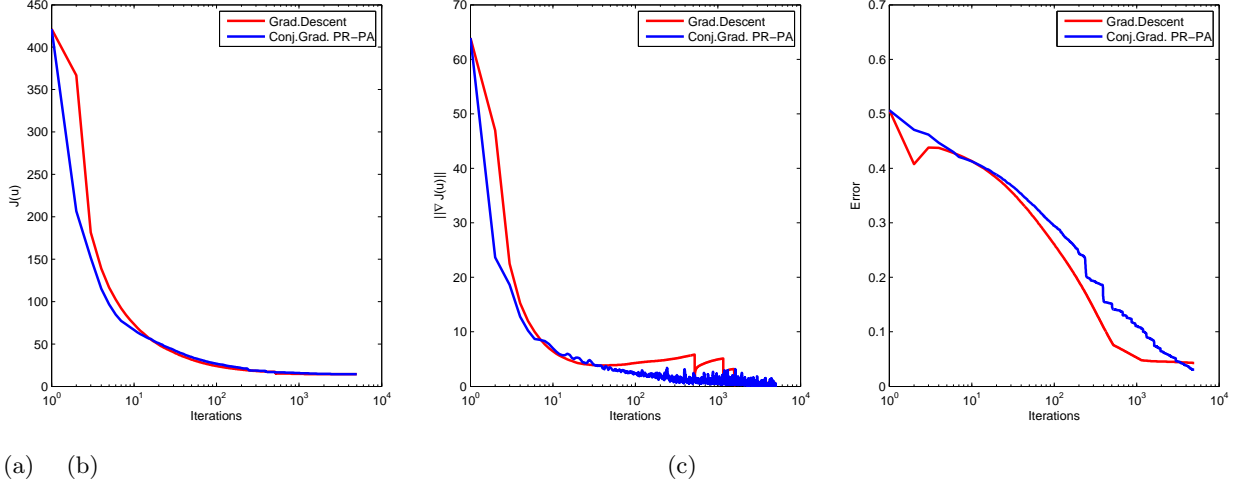 450
400
350
300
250
200
150
100
50
0
J(u)
10^0 10^1 10^2 10^3 10^4
Iterations
Grad.Descent
Conj.Grad. PR−PA
70
60
50
40
30
20
10
0
||∇ J(u)||
10^0 10^1 10^2 10^3 10^4
Iterations
Grad.Descent
Conj.Grad. PR−PA
0.7
0.6
0.5
0.4
0.3
0.2
0.1
0
Error
10^0 10^1 10^2 10^3 10^4
Iterations
Grad.Descent
Conj.Grad. PR−PA
(a) (b) (c)